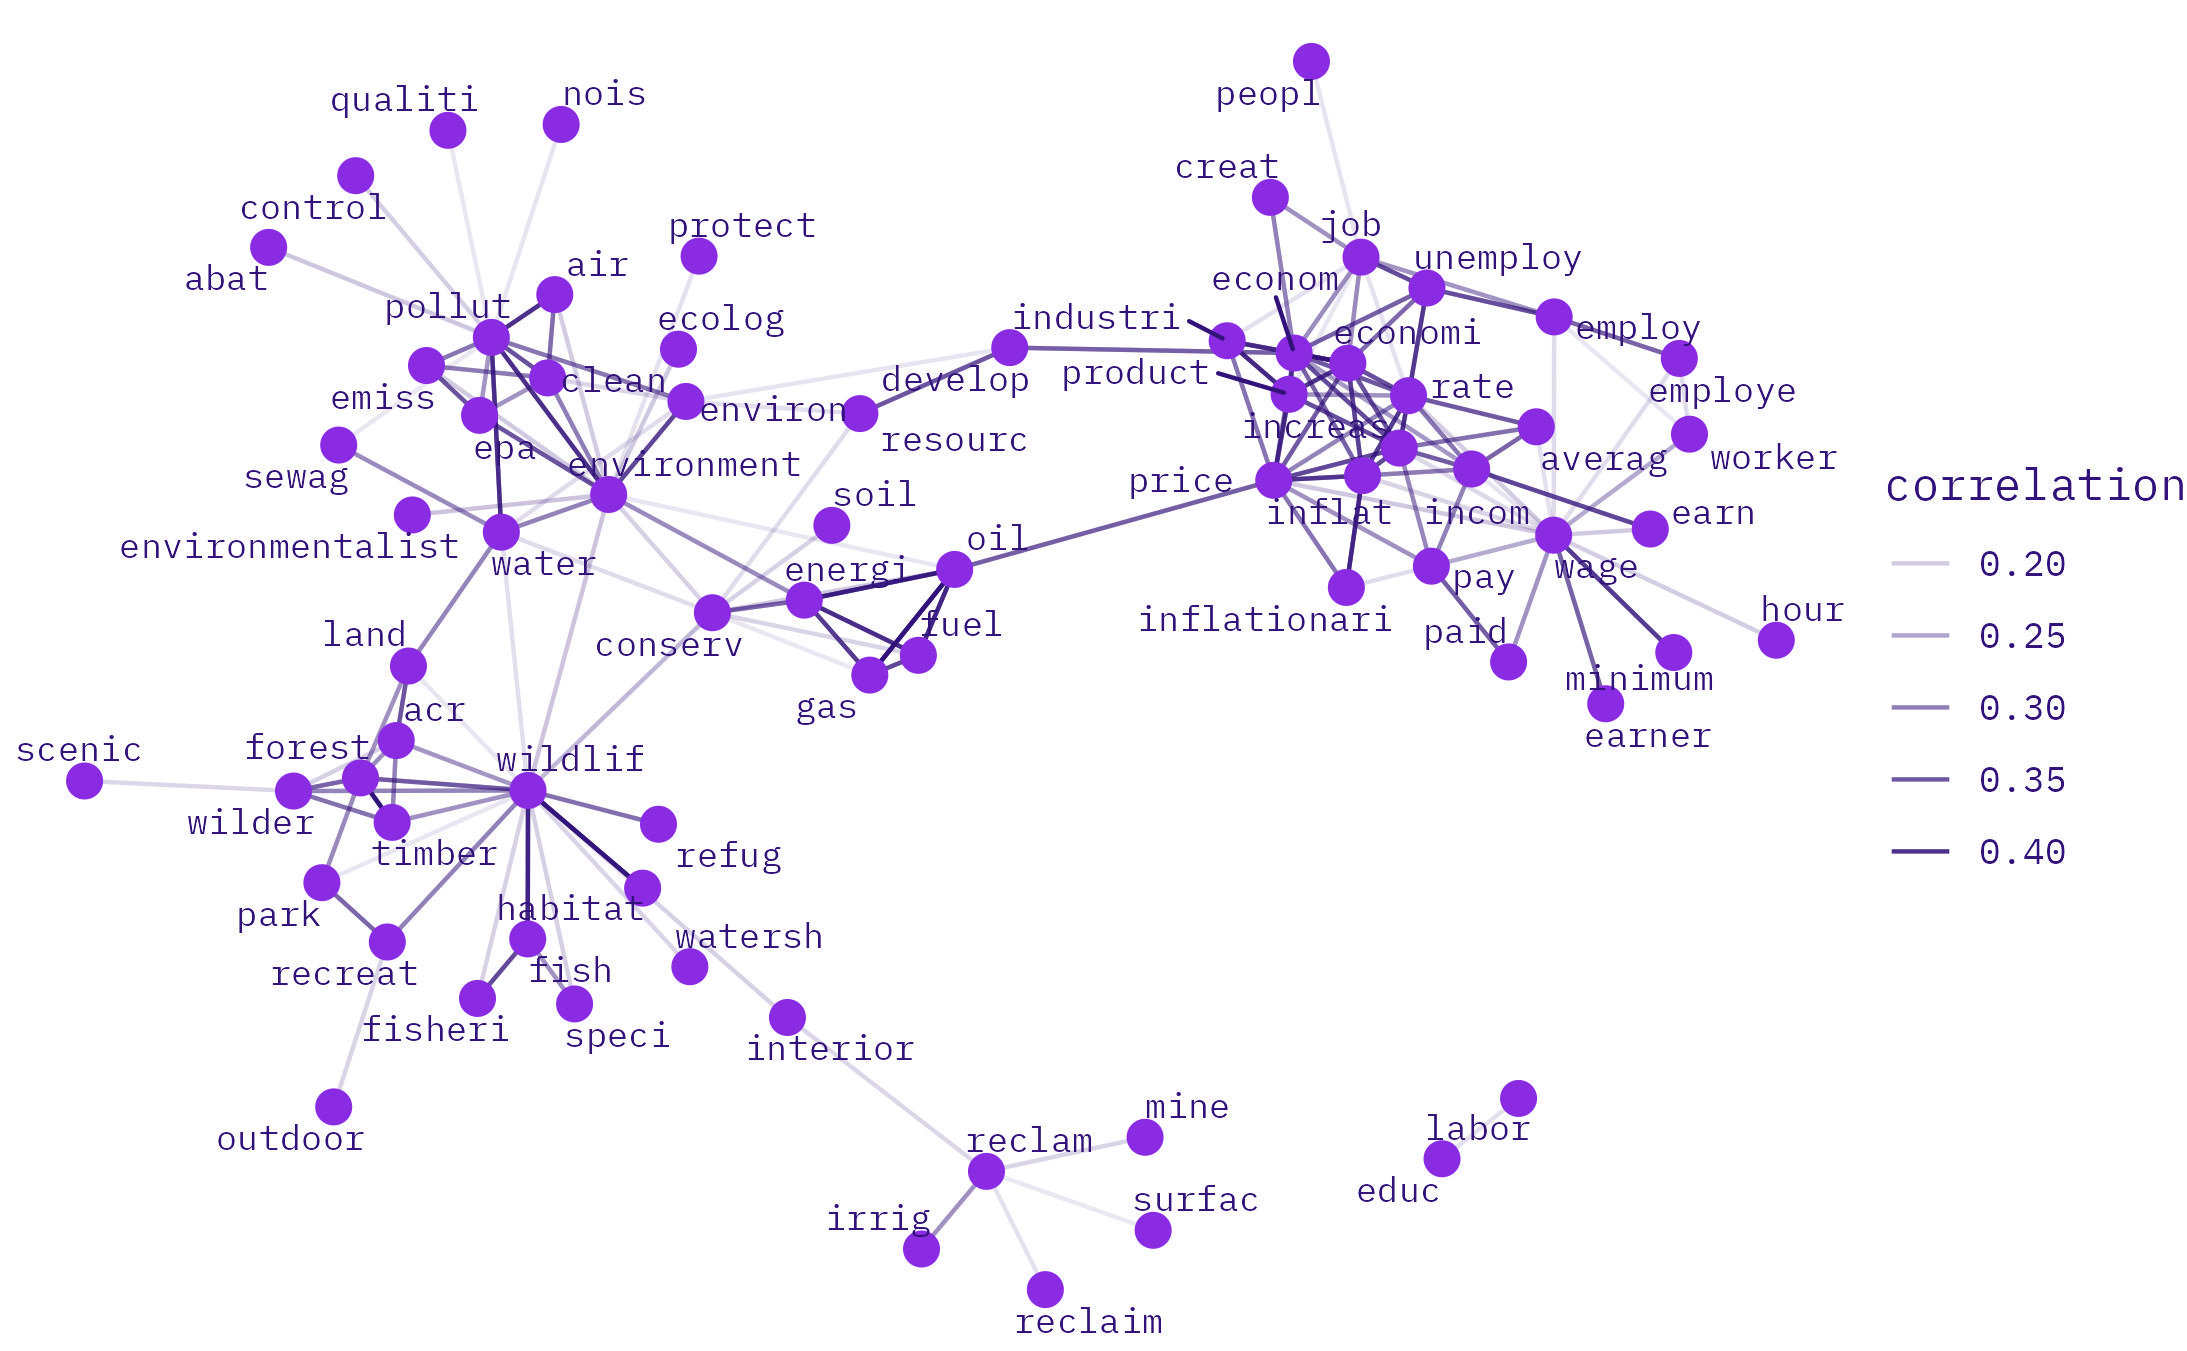 peopl
qualiti
nois
creat
control
protect
job
abat
air
econom
unemploy
pollut
ecolog
industri
economi
employ
emiss
clean
environ
develop
product
rate
employe
sewag
epa
environment
resourc
increas
averag
worker
price
correlation
environmentalist
water
soil
oil
inflat
incom
earn
wage
0.20
energi
pay
land
conserv
fuel
inflationari
paid
hour
0.25
acr
gas
minimum
0.30
scenic
forest
wildlif
earner
0.35
wilder
timber
refug
0.40
park
habitat
watersh
recreat
fish
fisheri
speci
interior
outdoor
mine
reclam
labor
irrig
surfac
educ
reclaim